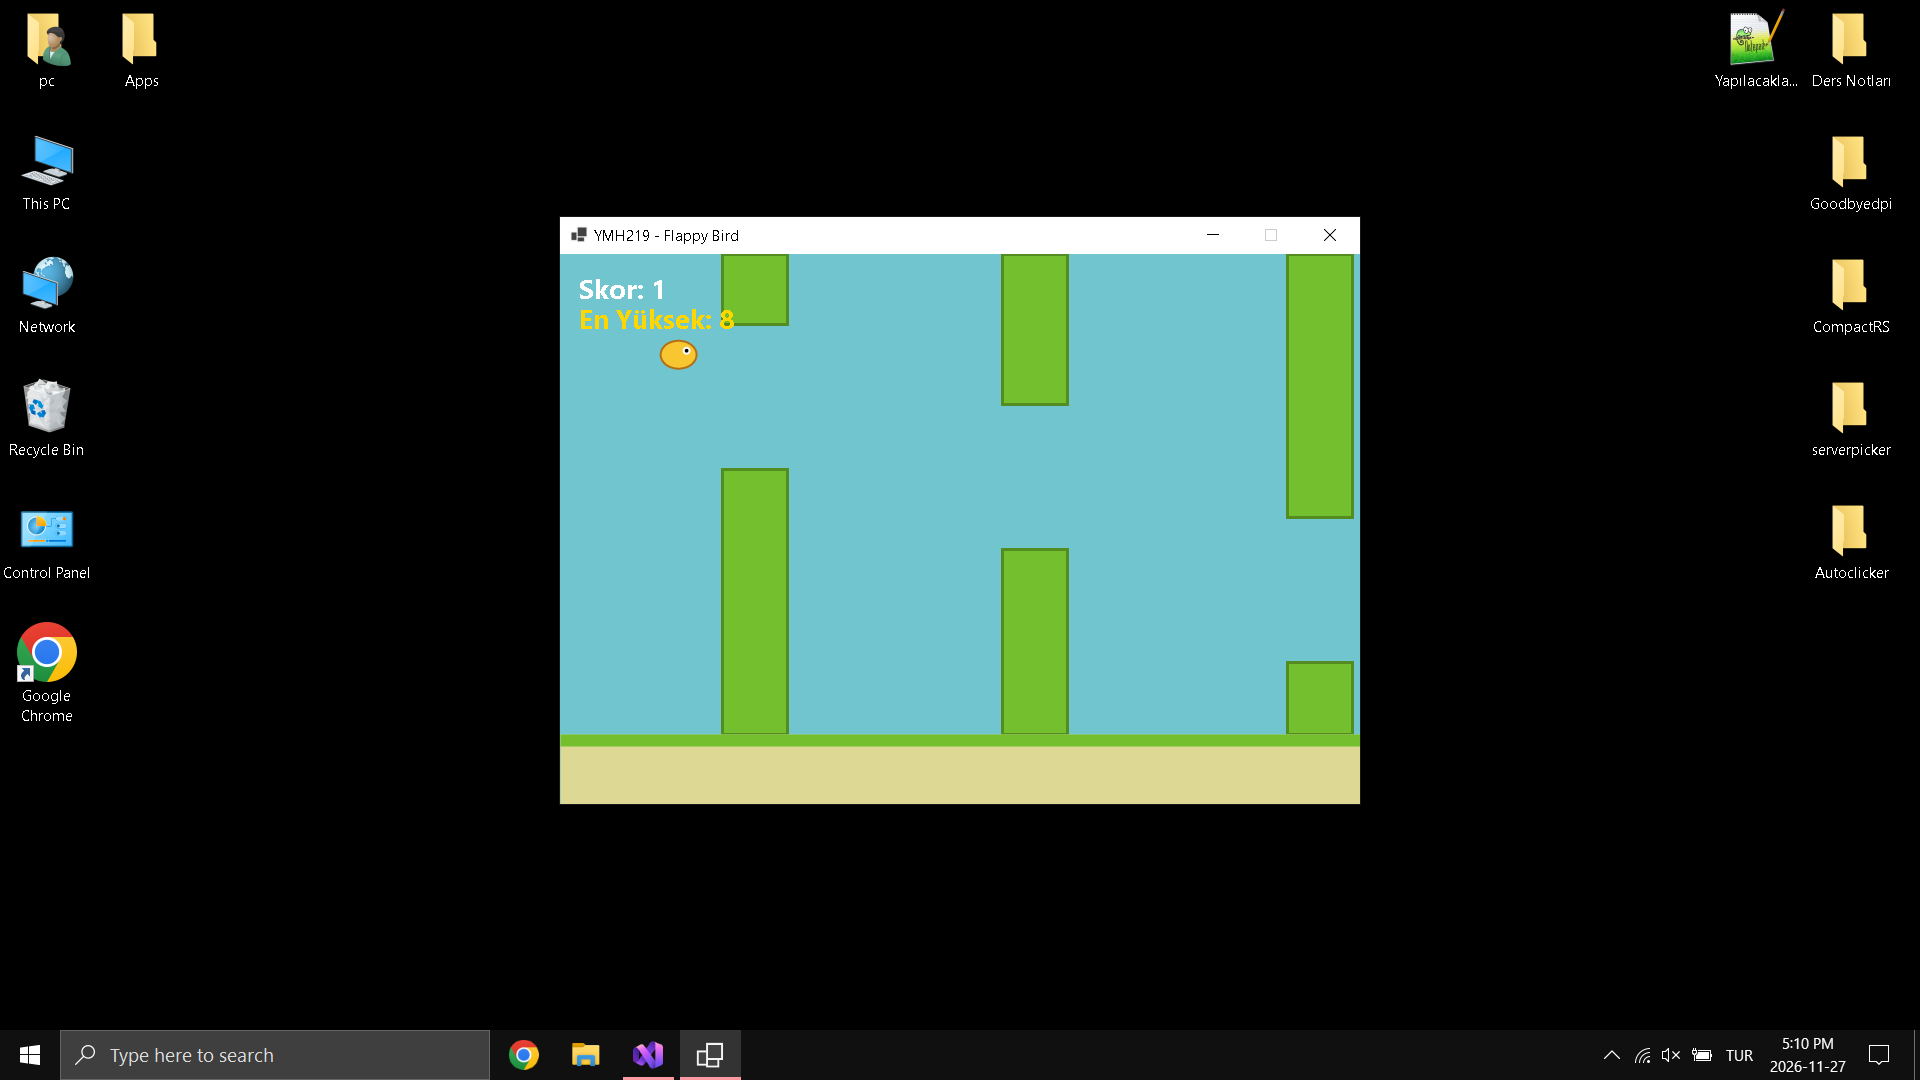 pc
Apps
This PC
Network
Recycle Bin
Control Panel
Google
Chrome
YMH219 - Flappy Bird
Skor: 1
En Yüksek: 8
Yapılacakla...
Ders Notları
Goodbyedpi
CompactRS
serverpicker
Autoclicker
Type here to search
TUR
5:10 PM
2026-11-27